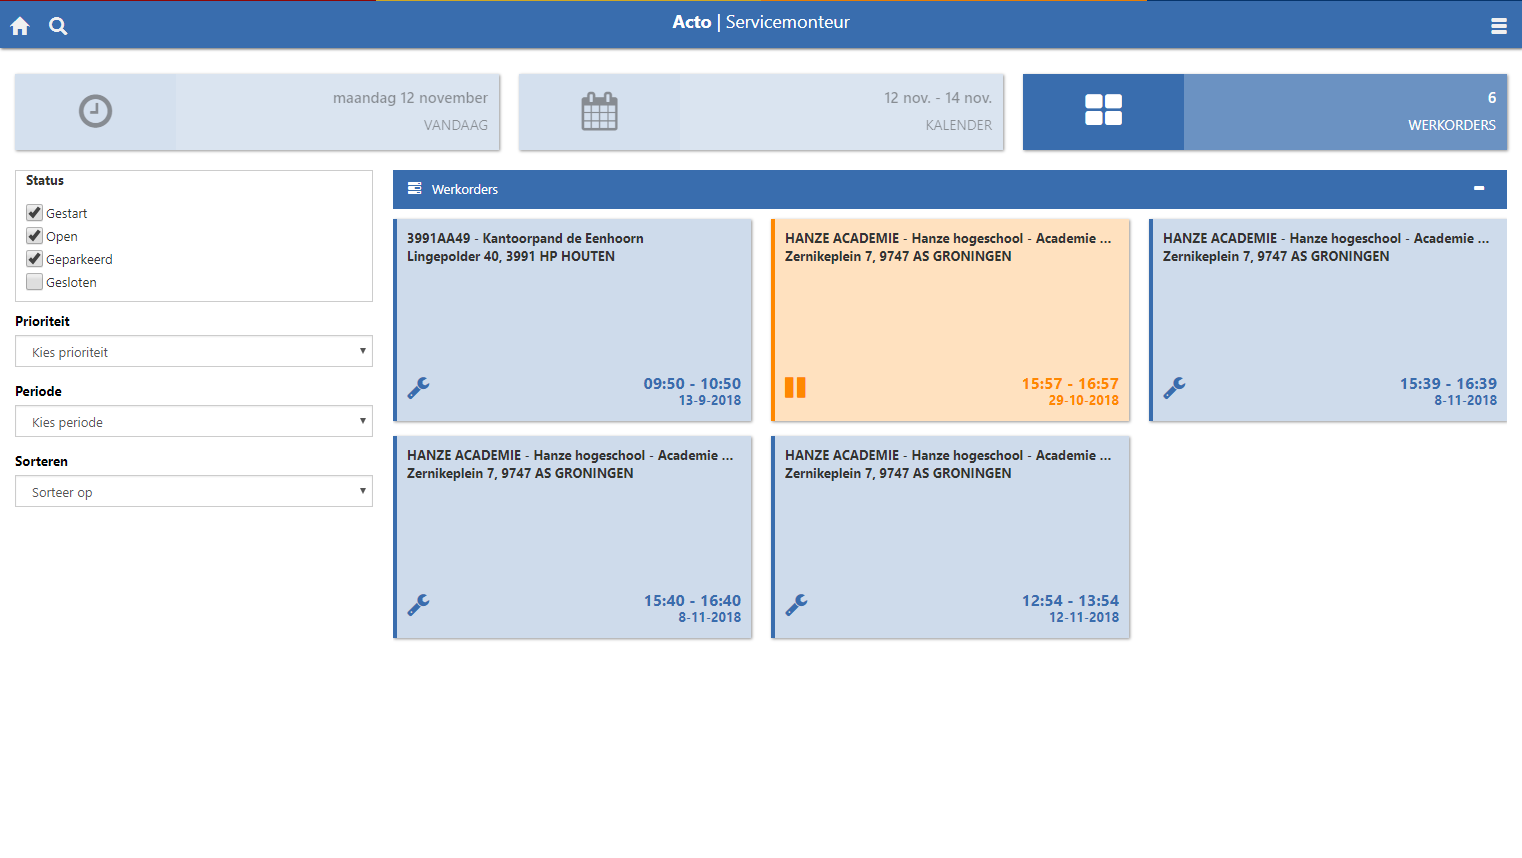 Acto | Servicemonteur
maandag 12 november
VANDAAG
12 nov. - 14 nov.
KALENDER
6
WERKORDERS
Status
Gestart
Open
Geparkeerd
Gesloten
Prioriteit
Kies prioriteit
Periode
Kies periode
Sorteren
Sorteer op
Werkorders
3991AA49 - Kantoorpand de Eenhoorn
Lingepolder 40, 3991 HP HOUTEN
09:50 - 10:50
13-9-2018
HANZE ACADEMIE - Hanze hogeschool - Academie ...
Zernikeplein 7, 9747 AS GRONINGEN
15:57 - 16:57
29-10-2018
HANZE ACADEMIE - Hanze hogeschool - Academie ...
Zernikeplein 7, 9747 AS GRONINGEN
15:39 - 16:39
8-11-2018
HANZE ACADEMIE - Hanze hogeschool - Academie ...
Zernikeplein 7, 9747 AS GRONINGEN
15:40 - 16:40
8-11-2018
HANZE ACADEMIE - Hanze hogeschool - Academie ...
Zernikeplein 7, 9747 AS GRONINGEN
12:54 - 13:54
12-11-2018